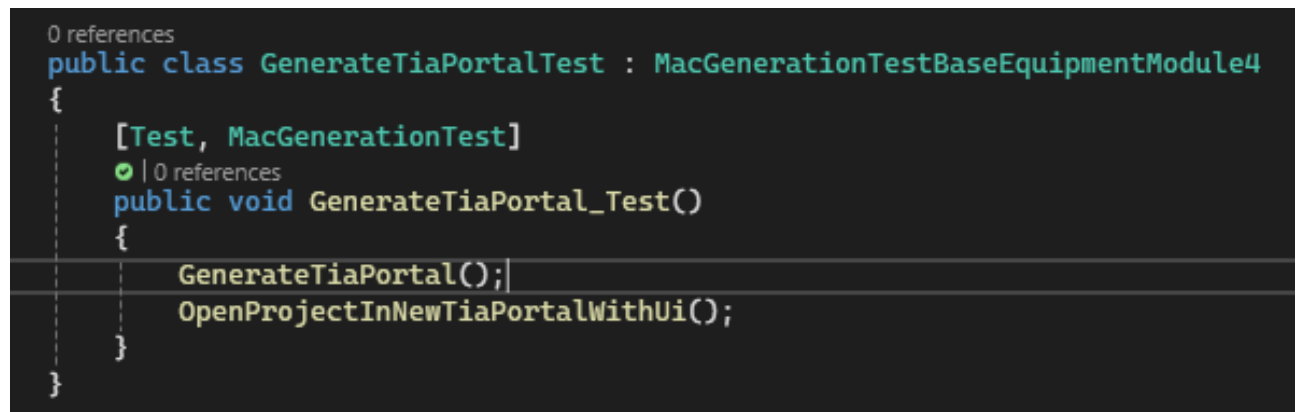 0 references
public class GenerateTiaPortalTest : MacGenerationTestBaseEquipmentModule4
{
[Test, MacGenerationTest]
| 0 references
public void GenerateTiaPortal_Test()
{
GenerateTiaPortal();
OpenProjectInNewTiaPortalWithUi();
}
}